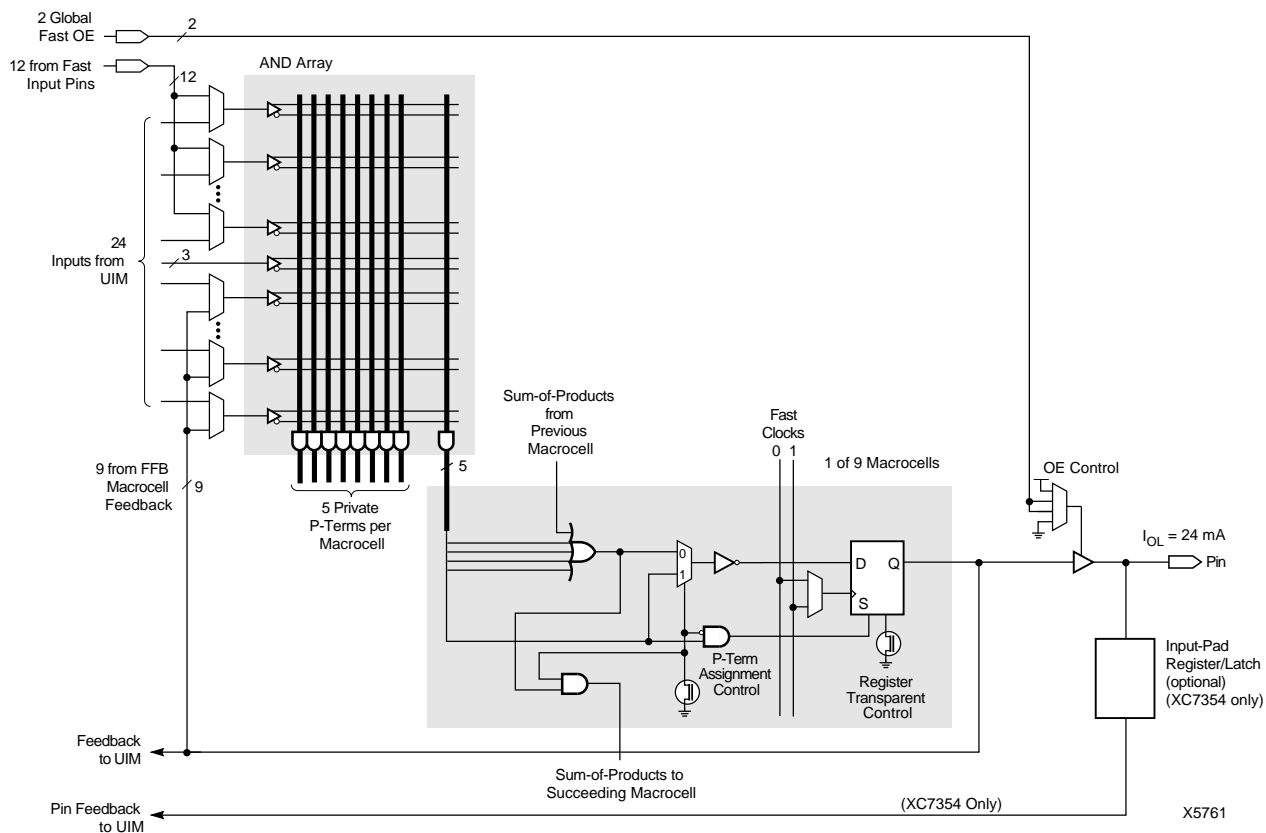 2 Global
Fast OE
2
12 from Fast
Input Pins
12
AND Array
24
Inputs from
UIM
3
9 from FFB
Macrocell
Feedback
9
5 Private
P-Terms per
Macrocell
5
Sum-of-Products
from
Previous
Macrocell
Fast
Clocks
0 1
1 of 9 Macrocells
OE Control
IOL = 24 mA
Pin
0
1
D Q
S
P-Term
Assignment
Control
Register
Transparent
Control
Input-Pad
Register/Latch
(optional)
(XC7354 only)
Feedback
to UIM
Sum-of-Products to
Succeeding Macrocell
Pin Feedback
to UIM
(XC7354 Only)
X5761